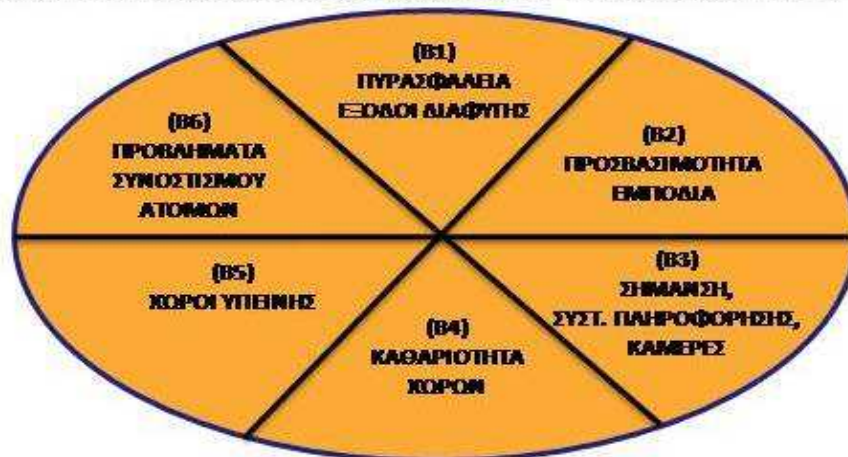 (Β1)
ΠΥΡΑΣΦΑΛΕΙΑ
ΕΞΟΔΟΙ ΔΙΑΦΥΓΗΣ
(Β2)
ΠΡΟΣΒΑΣΙΜΟΤΗΤΑ
ΕΜΠΟΔΙΑ
(Β3)
ΣΗΜΑΝΣΗ,
ΣΥΣΤ. ΠΛΗΡΟΦΟΡΗΣΗΣ,
ΚΑΜΕΡΕΣ
(Β4)
ΚΑΘΑΡΙΟΤΗΤΑ
ΧΩΡΩΝ
(Β5)
ΧΩΡΟΙ ΥΓΙΕΙΝΗΣ
(Β6)
ΠΡΟΒΛΗΜΑΤΑ
ΣΥΝΩΣΤΙΣΜΟΥ
ΑΤΟΜΩΝ